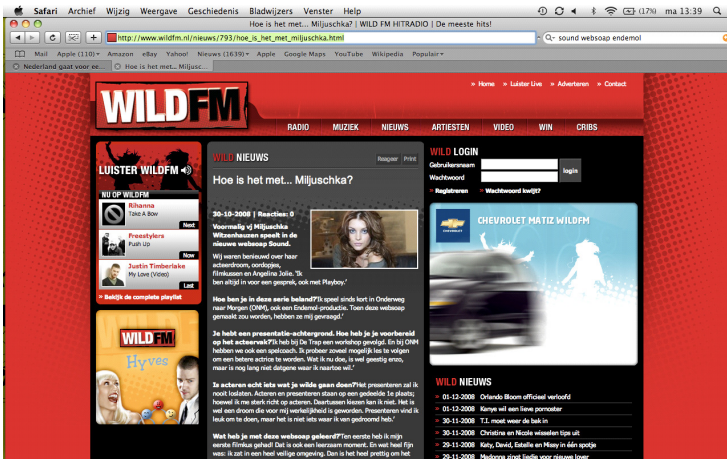 Safari Archief Wijzig Weergave Geschiedenis Bladwijzers Venster Help
(17%) ma 13:39
Hoe is het met... Miljuschka? | WILD FM HITRADIO | De meeste hits!
http://www.wildfm.nl/nieuws/793/hoe_is_het_met_miljuschka.html
sound websoap endemol
Mail Apple (110) Amazon eBay Yahoo! Nieuws (1639) Apple Google Maps YouTube Wikipedia Populair
Nederland gaat voor ee...
Hoe is het met... Miljusc...
WILD FM
» Home » Luister Live » Adverteren » Contact
RADIO MUZIEK NIEUWS ARTIESTEN VIDEO WIN CRIBS
LUISTER WILDFM
NU OP WILDFM
Rihanna
Take A Bow
Next
Freestylers
Push Up
Now
Justin Timberlake
My Love (Video)
Last
» Bekijk de complete playlist
WILD FM
Hyves
WILD NIEUWS
Reageer Print
Hoe is het met... Miljuschka?
30-10-2008 | Reacties: 0
Voormalig vj Miljuschka
Witzenhauzen speelt in de
nieuwe websoap Sound.
Wij waren benieuwd over haar
acteerdroom, oordopjes,
filmkussen en Angelina Jolie. 'Ik
ben altijd in voor een gesprek, ook met Playboy.'
Hoe ben je in deze serie beland?'Ik speel sinds kort in Onderweg
naar Morgen (ONM), ook een Endemol-productie. Toen deze websoap
gemaakt zou worden, hebben ze mij gevraagd.'
Je hebt een presentatie-achtergrond. Hoe heb je je voorbereid
op het acteervak?'Ik heb bij De Trap een workshop gevolgd. En bij ONM
hebben we ook een spelcoach. Ik probeer zoveel mogelijk les te volgen
om een betere actrice te worden. Wat ik nu doe, is wel geestig enzo,
maar is nog lang niet datgene waar ik naartoe wil.'
Is acteren echt iets wat je wilde gaan doen?'Het presenteren zal ik
nooit loslaten. Acteren en presenteren staan op een gedeelde 1e plaats;
hoewel ik me sterk richt op acteren. Daartussen kiezen kan ik niet. Het is
wel een droom die voor mij werkelijkheid is geworden. Presenteren vind ik
leuk om te doen, maar het is niet iets waar ik van gedroomd heb.'
Wat heb je met deze websoap geleerd?'Ten eerste heb ik mijn
eerste filmkus gehad! Dat is ook een leerzaam moment. En wat heel fijn
was: ik zat in een heel veilige omgeving. Dan is het heel prettig om het
WILD LOGIN
Gebruikersnaam
Wachtwoord
login
» Registreren » Wachtwoord kwijt?
CHEVROLET
CHEVROLET MATIZ WILDFM
WILD NIEUWS
» 01-12-2008 Orlando Bloom officieel verloofd
» 01-12-2008 Kanye wil een lieve pornoster
» 30-11-2008 T.I. moet weer de bak in
» 30-11-2008 Christina en Nicole wisselen tips uit
» 29-11-2008 Katy, David, Estelle en Missy in één spotje
» 29-11-2008 Madonna zingt liedje voor nieuwe lover